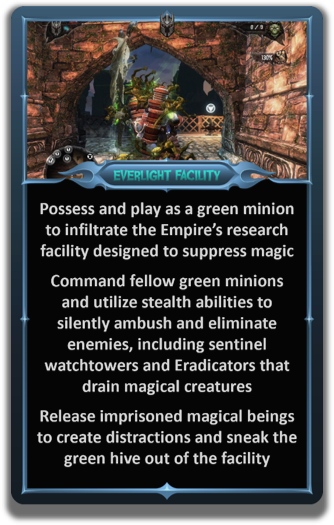 0 / 9
130%
EVERLIGHT FACILITY
Possess and play as a green minion
to infiltrate the Empire's research
facility designed to suppress magic
Command fellow green minions
and utilize stealth abilities to
silently ambush and eliminate
enemies, including sentinel
watchtowers and Eradicators that
drain magical creatures
Release imprisoned magical beings
to create distractions and sneak the
green hive out of the facility